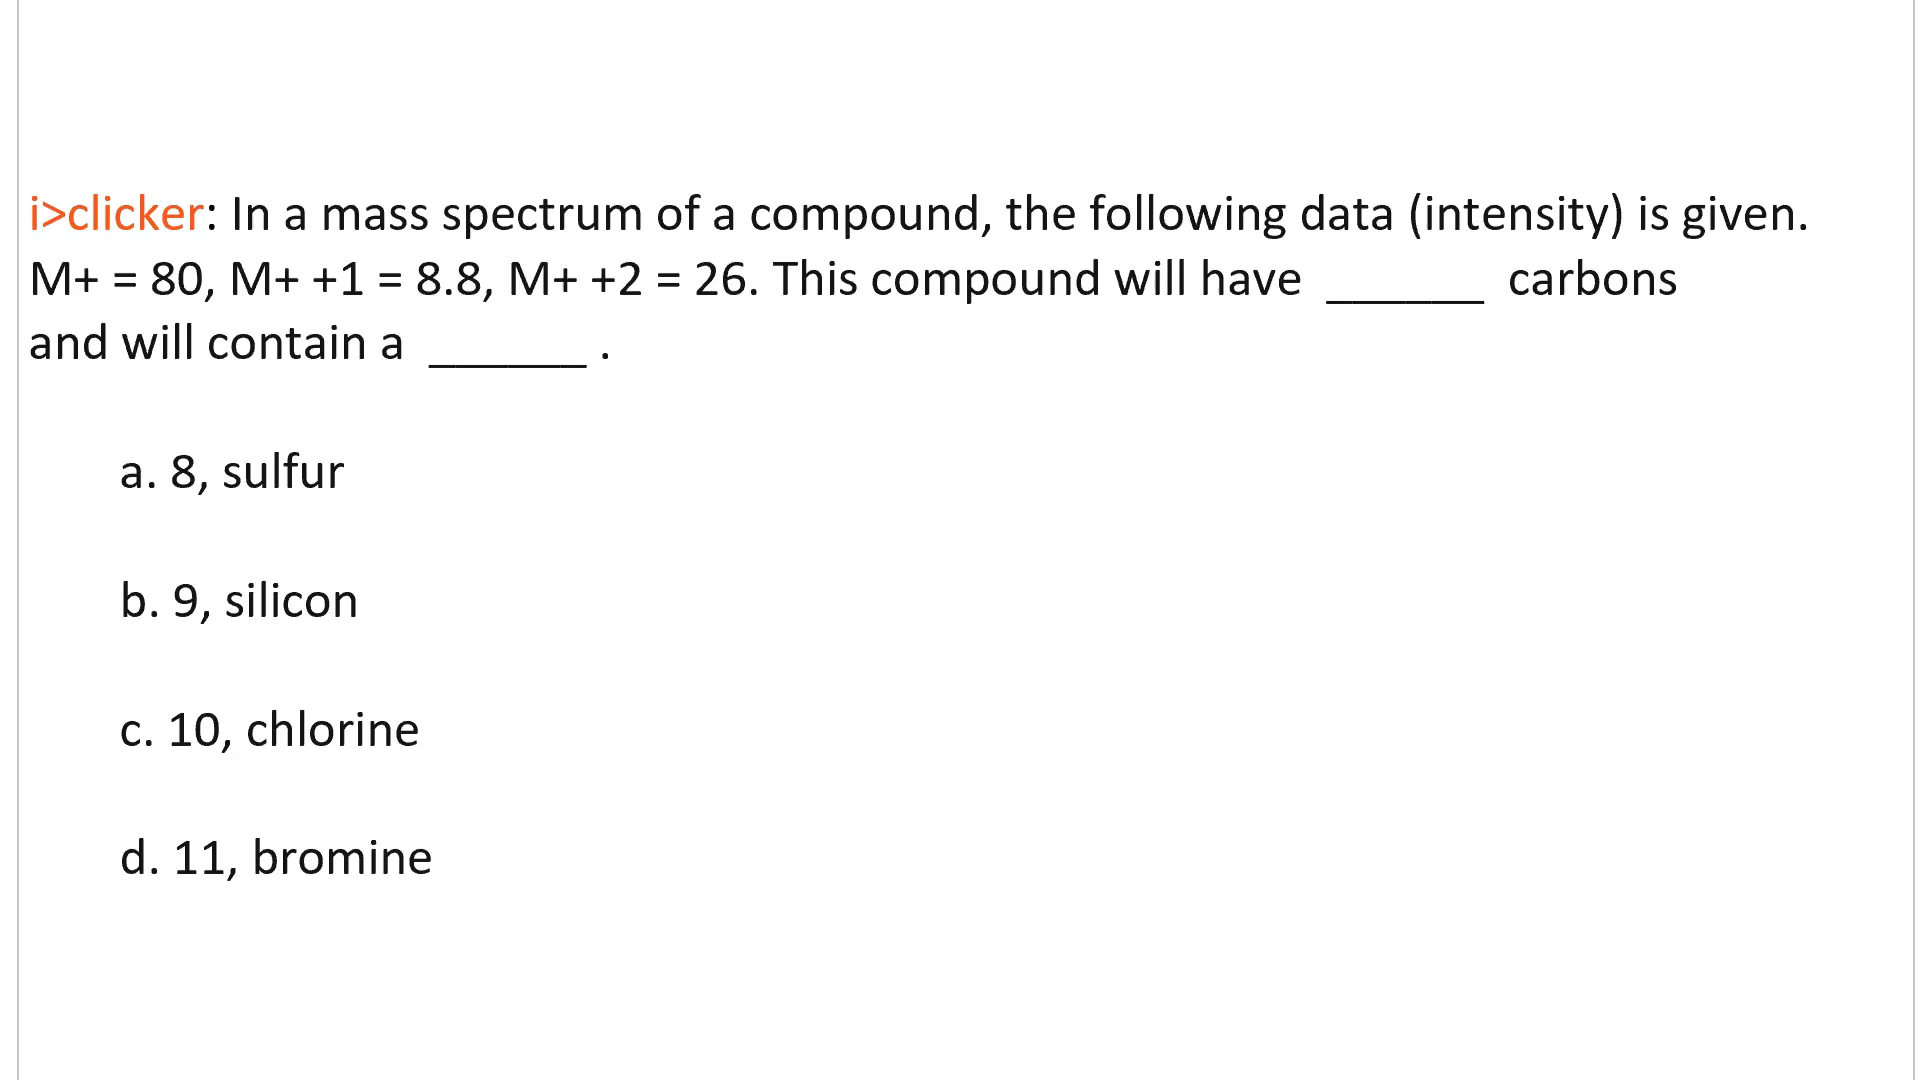 i>clicker: In a mass spectrum of a compound, the following data (intensity) is given.
M+ = 80, M+ +1 = 8.8, M+ +2 = 26. This compound will have ______ carbons
and will contain a ______ .
a. 8, sulfur
b. 9, silicon
c. 10, chlorine
d. 11, bromine